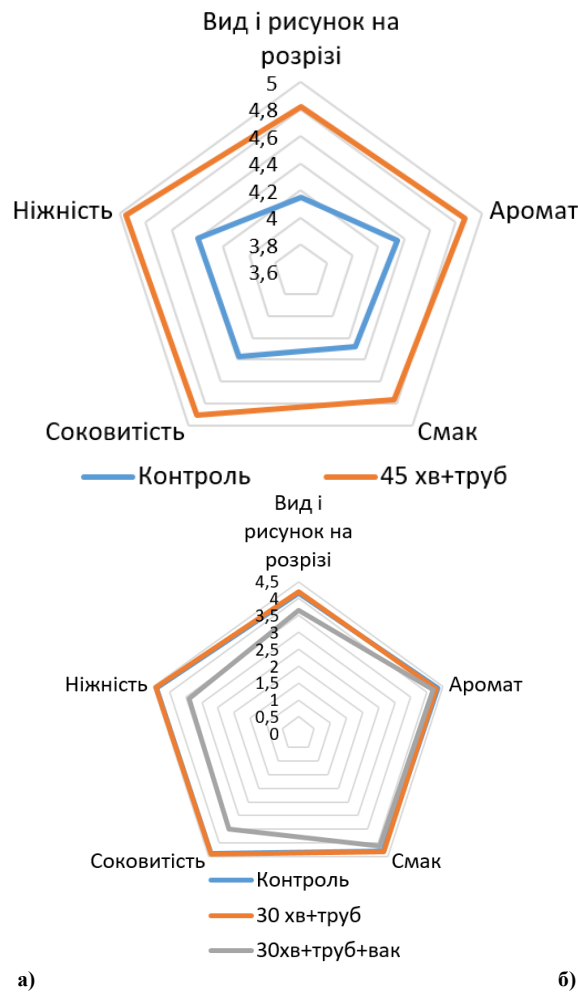 Вид і рисунок на
розрізі
5
4,8
4,6
4,4
4,2
4
3,8
3,6
Ніжність
Аромат
Соковитість
Смак
Контроль 45 хв+труб
Вид і
рисунок на
розрізі
4,5
4
3,5
3
2,5
2
1,5
1
0,5
0
Ніжність
Аромат
Соковитість
Смак
Контроль
30 хв+труб
30хв+труб+вак
а) б)